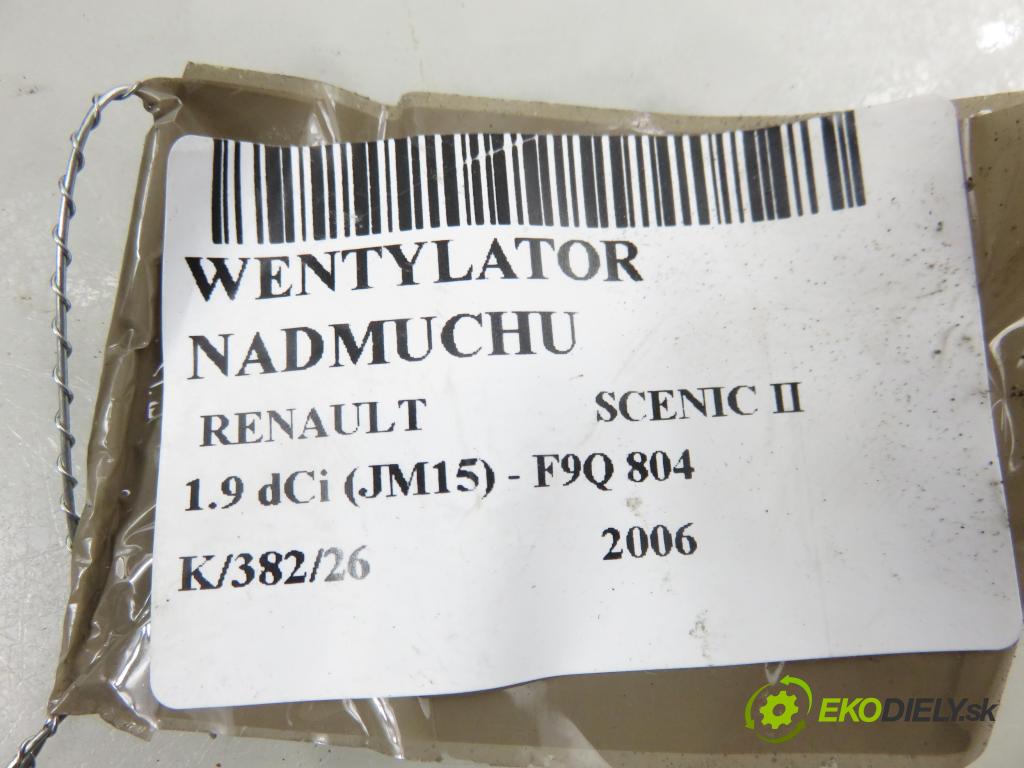 WENTYLATOR
NADMUCHU
RENAULT SCENIC II
1.9 dCi (JM15) - F9Q 804
K/382/26 2006
EKODIELY.sk